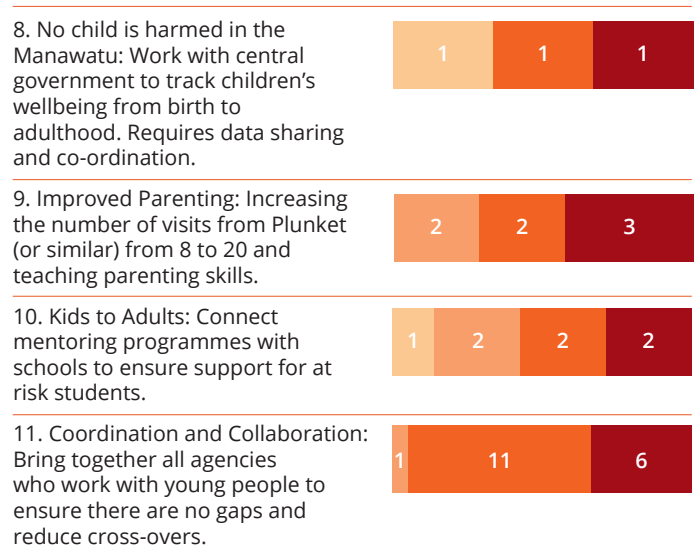 8. No child is harmed in the
Manawatu: Work with central
government to track children’s
wellbeing from birth to
adulthood. Requires data sharing
and co-ordination.
1 1 1
9. Improved Parenting: Increasing
the number of visits from Plunket
(or similar) from 8 to 20 and
teaching parenting skills.
2 2 3
10. Kids to Adults: Connect
mentoring programmes with
schools to ensure support for at
risk students.
1 2 2 2
11. Coordination and Collaboration:
Bring together all agencies
who work with young people to
ensure there are no gaps and
reduce cross-overs.
1 11 6